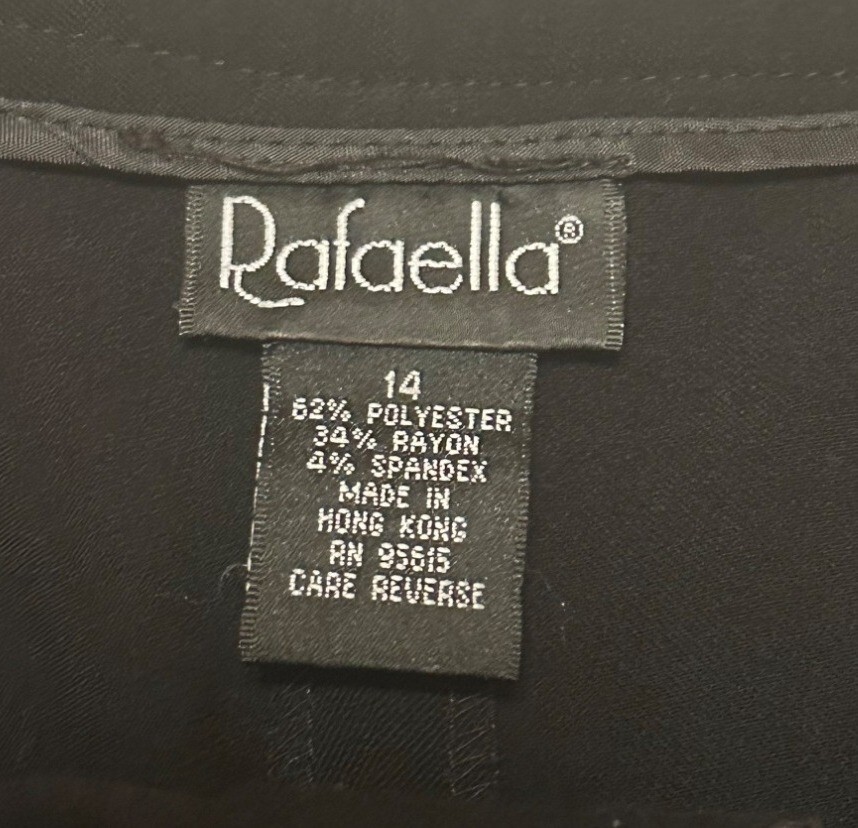 Rafaella®
14
62% POLYESTER
34% RAYON
4% SPANDEX
MADE IN
HONG KONG
RN 95615
CARE REVERSE